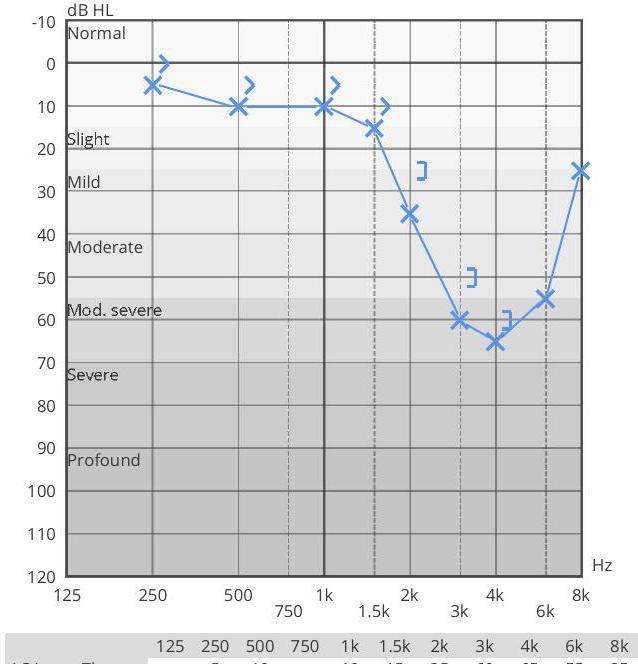 dB HL
-10
Normal
0
10
Slight
20
Mild
30
40
Moderate
50
Mod. severe
60
70
Severe
80
90
Profound
100
110
120
Hz
125 250 500 1k 2k 4k 8k
750 1.5k 3k 6k
125 250 500 750 1k 1.5k 2k 3k 4k 6k 8k